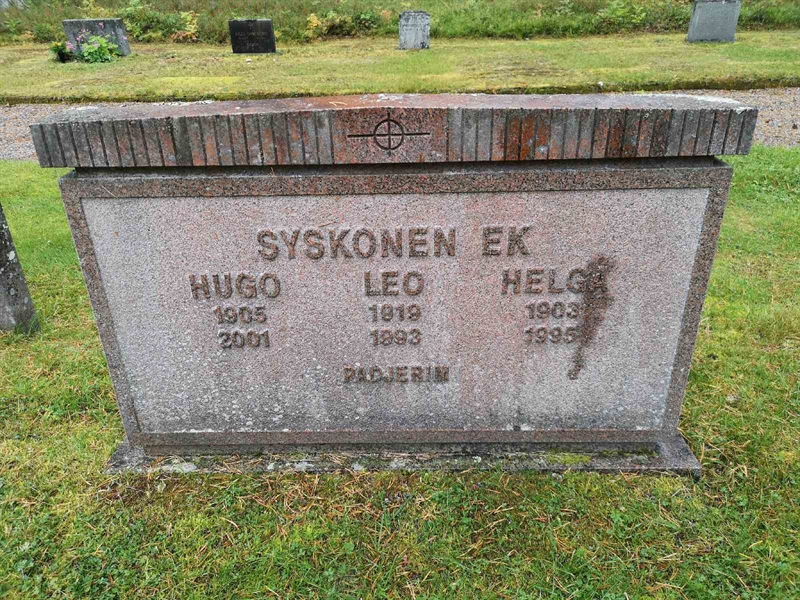 SYSKONEN EK
HUGO LEO HELGA
1905 1919 1903
2001 1993 1995
PADJERIM